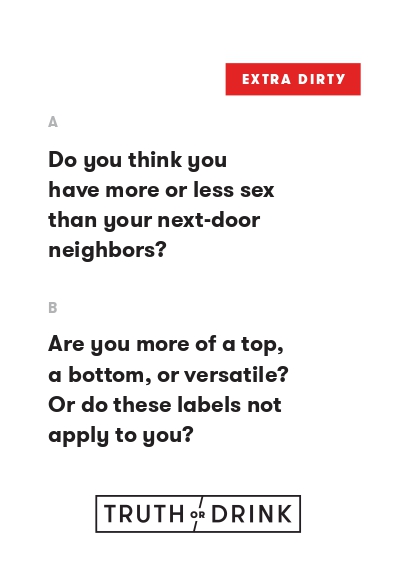 EXTRA DIRTY
A
Do you think you
have more or less sex
than your next-door
neighbors?
B
Are you more of a top,
a bottom, or versatile?
Or do these labels not
apply to you?
TRUTH OR DRINK